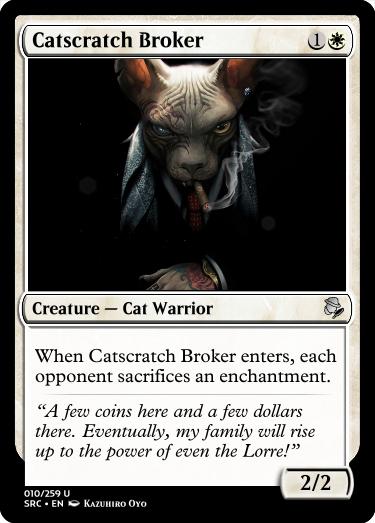 Catscratch Broker 1
Creature — Cat Warrior
When Catscratch Broker enters, each
opponent sacrifices an enchantment.
“A few coins here and a few dollars
there. Eventually, my family will rise
up to the power of even the Lorre!”
2/2
010/259 U
SRC • EN Kazuhiro Oyo